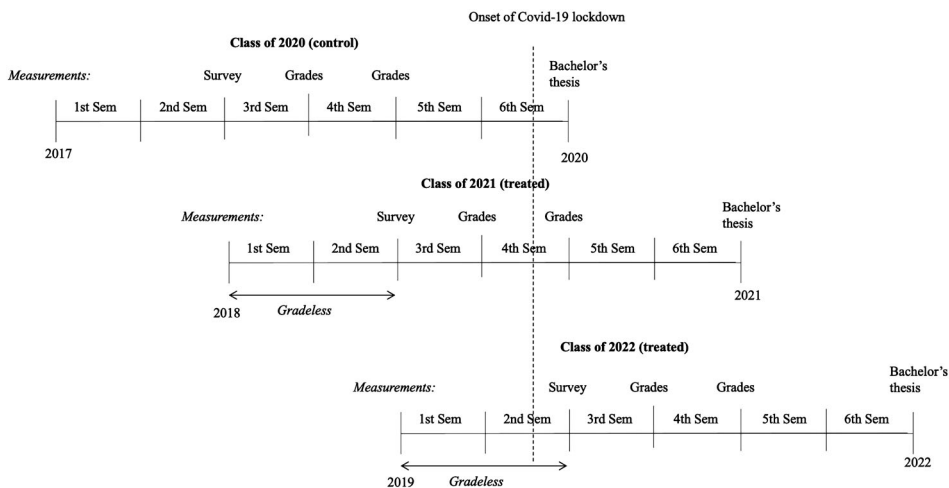 Onset of Covid-19 lockdown
Class of 2020 (control)
Measurements: Survey Grades Grades Bachelor's
thesis
1st Sem 2nd Sem 3rd Sem 4th Sem 5th Sem 6th Sem
2017 2020
Class of 2021 (treated)
Measurements: Survey Grades Grades Bachelor's
thesis
1st Sem 2nd Sem 3rd Sem 4th Sem 5th Sem 6th Sem
2018 Gradeless 2021
Class of 2022 (treated)
Measurements: Survey Grades Grades Bachelor's
thesis
1st Sem 2nd Sem 3rd Sem 4th Sem 5th Sem 6th Sem
2019 Gradeless 2022